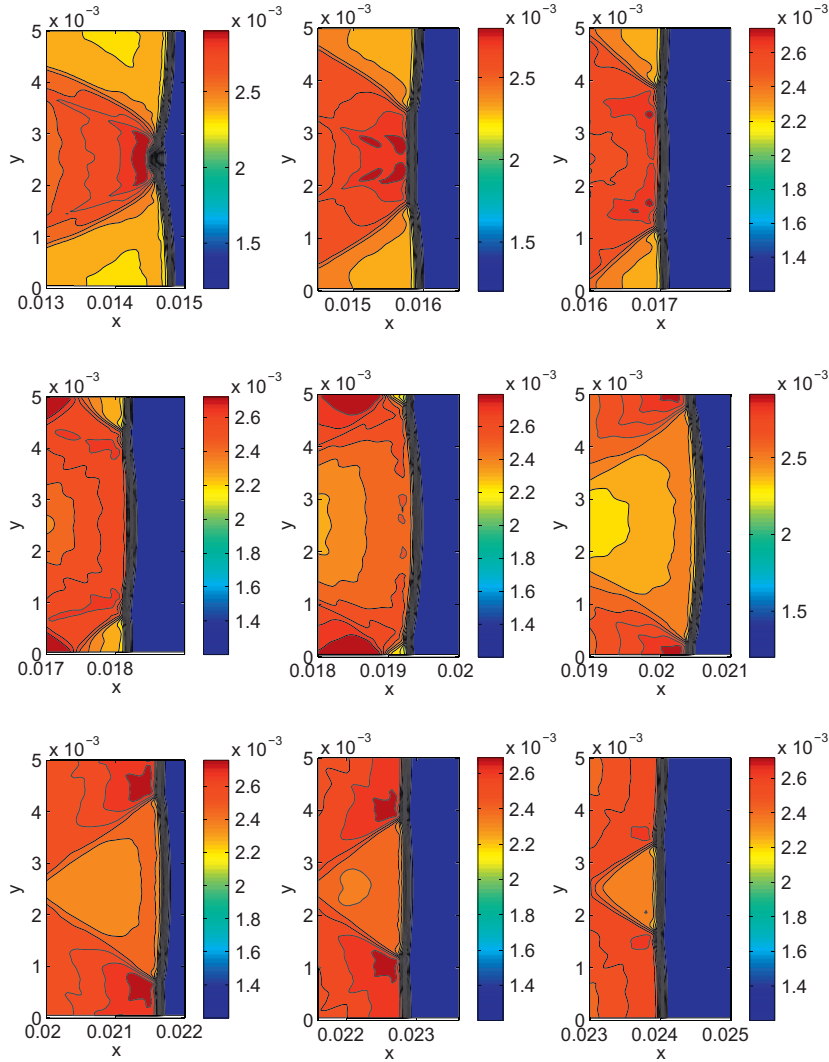 x 10⁻³
5
4
3
2
1
0
y
0.013 0.014 0.015
x
x 10⁻³
2.5
2
1.5
x 10⁻³
5
4
3
2
1
0
y
0.015 0.016
x
x 10⁻³
2.5
2
1.5
x 10⁻³
5
4
3
2
1
0
y
0.016 0.017
x
x 10⁻³
2.6
2.4
2.2
2
1.8
1.6
1.4
x 10⁻³
5
4
3
2
1
0
y
0.017 0.018
x
x 10⁻³
2.6
2.4
2.2
2
1.8
1.6
1.4
x 10⁻³
5
4
3
2
1
0
y
0.018 0.019 0.02
x
x 10⁻³
2.6
2.4
2.2
2
1.8
1.6
1.4
x 10⁻³
5
4
3
2
1
0
y
0.019 0.02 0.021
x
x 10⁻³
2.5
2
1.5
x 10⁻³
5
4
3
2
1
0
y
0.02 0.021 0.022
x
x 10⁻³
2.6
2.4
2.2
2
1.8
1.6
1.4
x 10⁻³
5
4
3
2
1
0
y
0.022 0.023
x
x 10⁻³
2.6
2.4
2.2
2
1.8
1.6
1.4
x 10⁻³
5
4
3
2
1
0
y
0.023 0.024 0.025
x
x 10⁻³
2.6
2.4
2.2
2
1.8
1.6
1.4